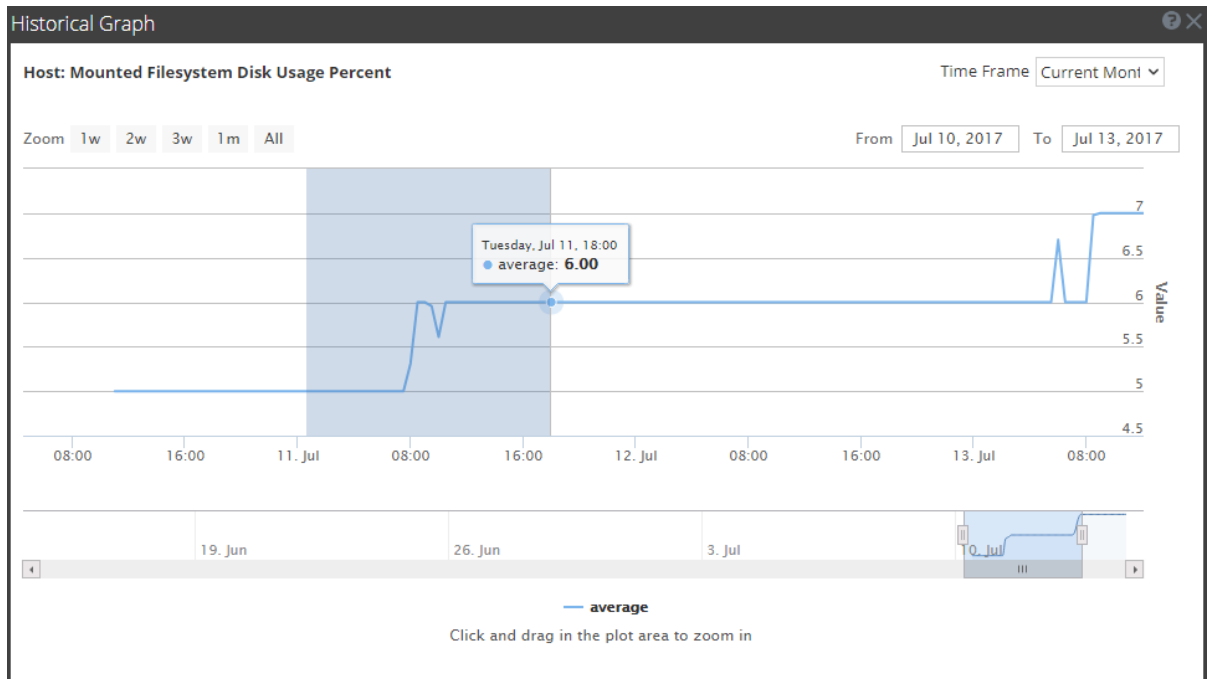 Historical Graph
Host: Mounted Filesystem Disk Usage Percent
Time Frame Current Mont
Zoom 1w 2w 3w 1m All
From Jul 10, 2017 To Jul 13, 2017
7
6.5
6
5.5
5
4.5
Value
Tuesday, Jul 11, 18:00
average: 6.00
08:00 16:00 11. Jul 08:00 16:00 12. Jul 08:00 16:00 13. Jul 08:00
19. Jun 26. Jun 3. Jul 10. Jul
average
Click and drag in the plot area to zoom in